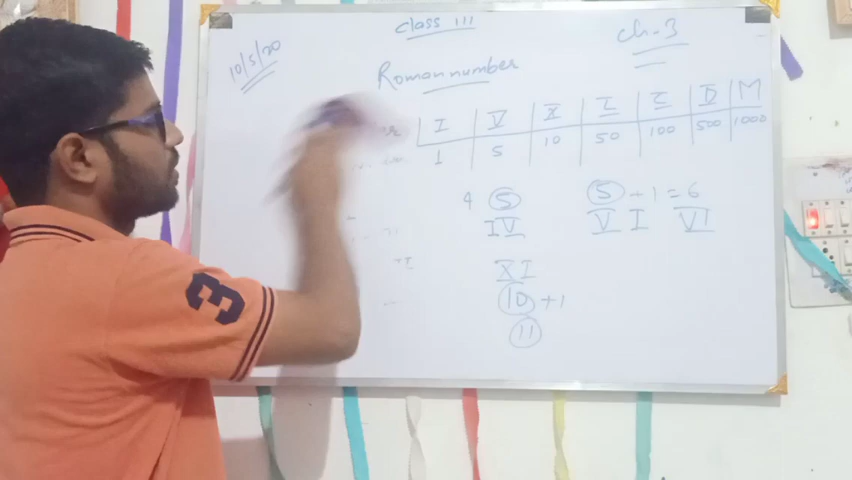 Class III
Ch-3
10/5/20
Roman number
I V X L C D M
1 5 10 50 100 500 1000
4 5 5 + 1 = 6
IV V I VI
XI
10 + 1
11
3